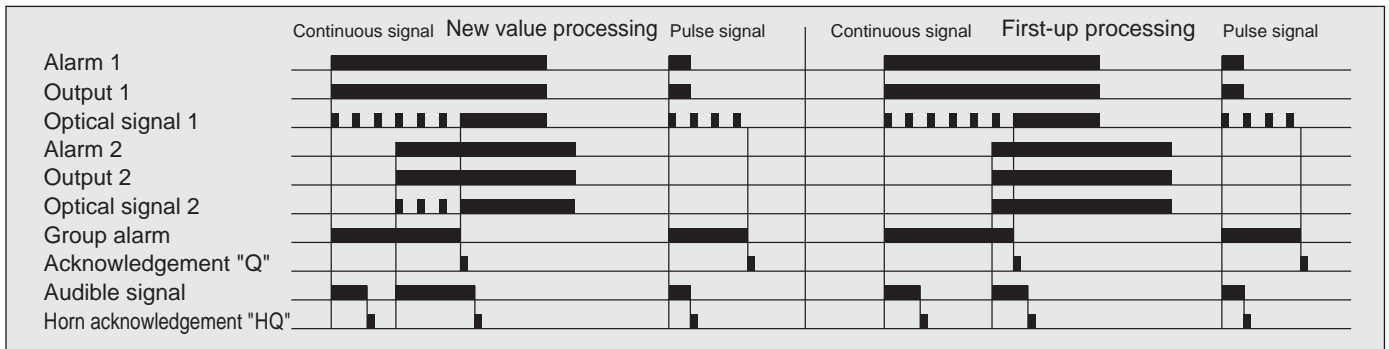 Continuous signal New value processing Pulse signal Continuous signal First-up processing Pulse signal
Alarm 1
Output 1
Optical signal 1
Alarm 2
Output 2
Optical signal 2
Group alarm
Acknowledgement "Q"
Audible signal
Horn acknowledgement "HQ"